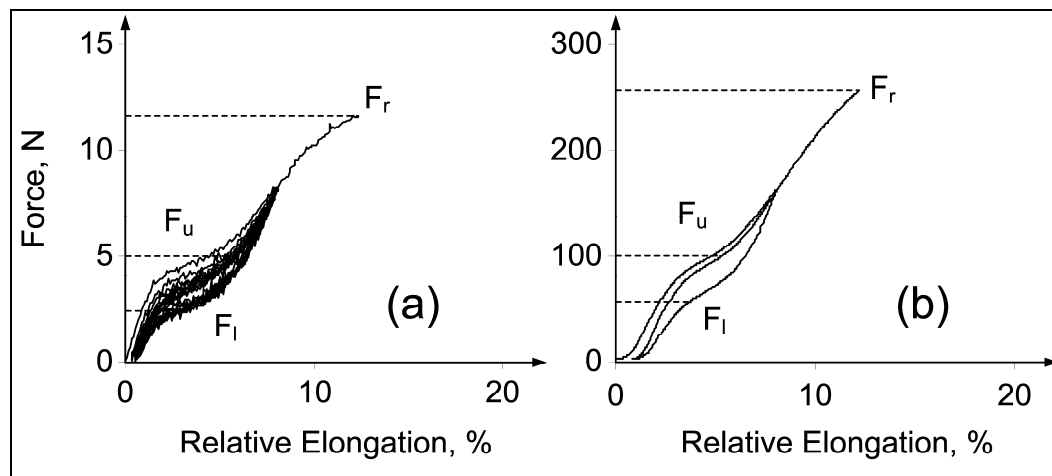 Force, N
15
10
5
0
0
10
20
F_r
F_u
F_l
(a)
Relative Elongation, %
300
200
100
0
0
10
20
F_r
F_u
F_l
(b)
Relative Elongation, %